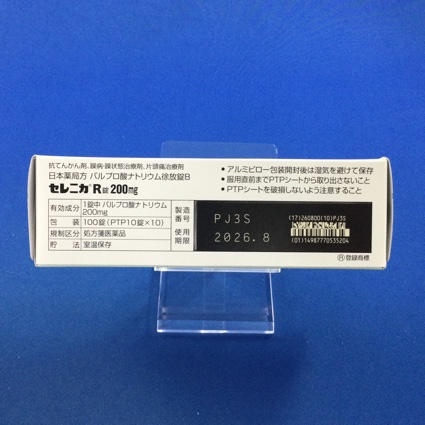 抗てんかん剤、躁病・躁状態治療剤、片頭痛治療剤
日本薬局方 バルプロ酸ナトリウム徐放錠B
セレニカ®R錠200mg
有効成分 1錠中 バルプロ酸ナトリウム 200mg
包装 100錠(PTP10錠×10)
規制区分 処方箋医薬品
貯法 室温保存
製造番号 PJ3S
使用期限 2026.8
・アルミピロー包装開封後は湿気を避けて保存
・服用直前までPTPシートから取り出さないこと
・PTPシートを破損しないよう注意すること
(17)260800(10)PJ3S
(01)14987770535204
Ⓡ登録商標